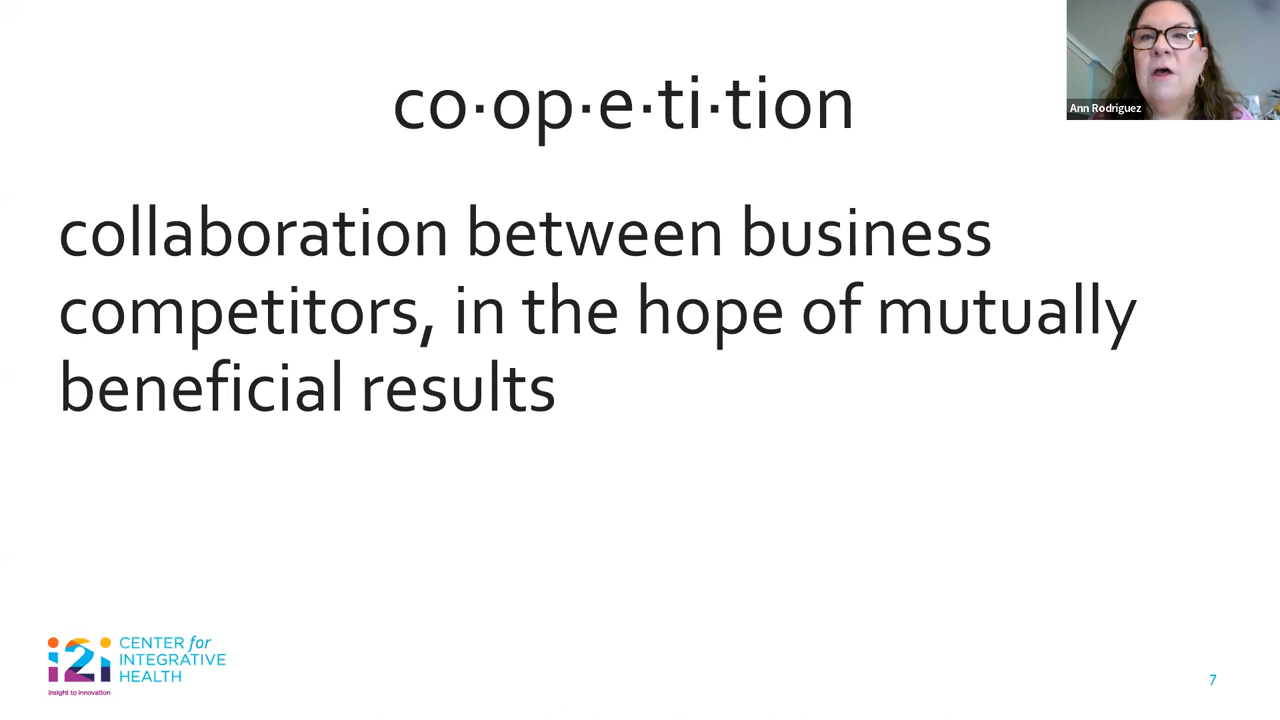 co·op·e·ti·tion
Ann Rodriguez
collaboration between business
competitors, in the hope of mutually
beneficial results
i2i
insight to innovation
CENTER for
INTEGRATIVE
HEALTH
7